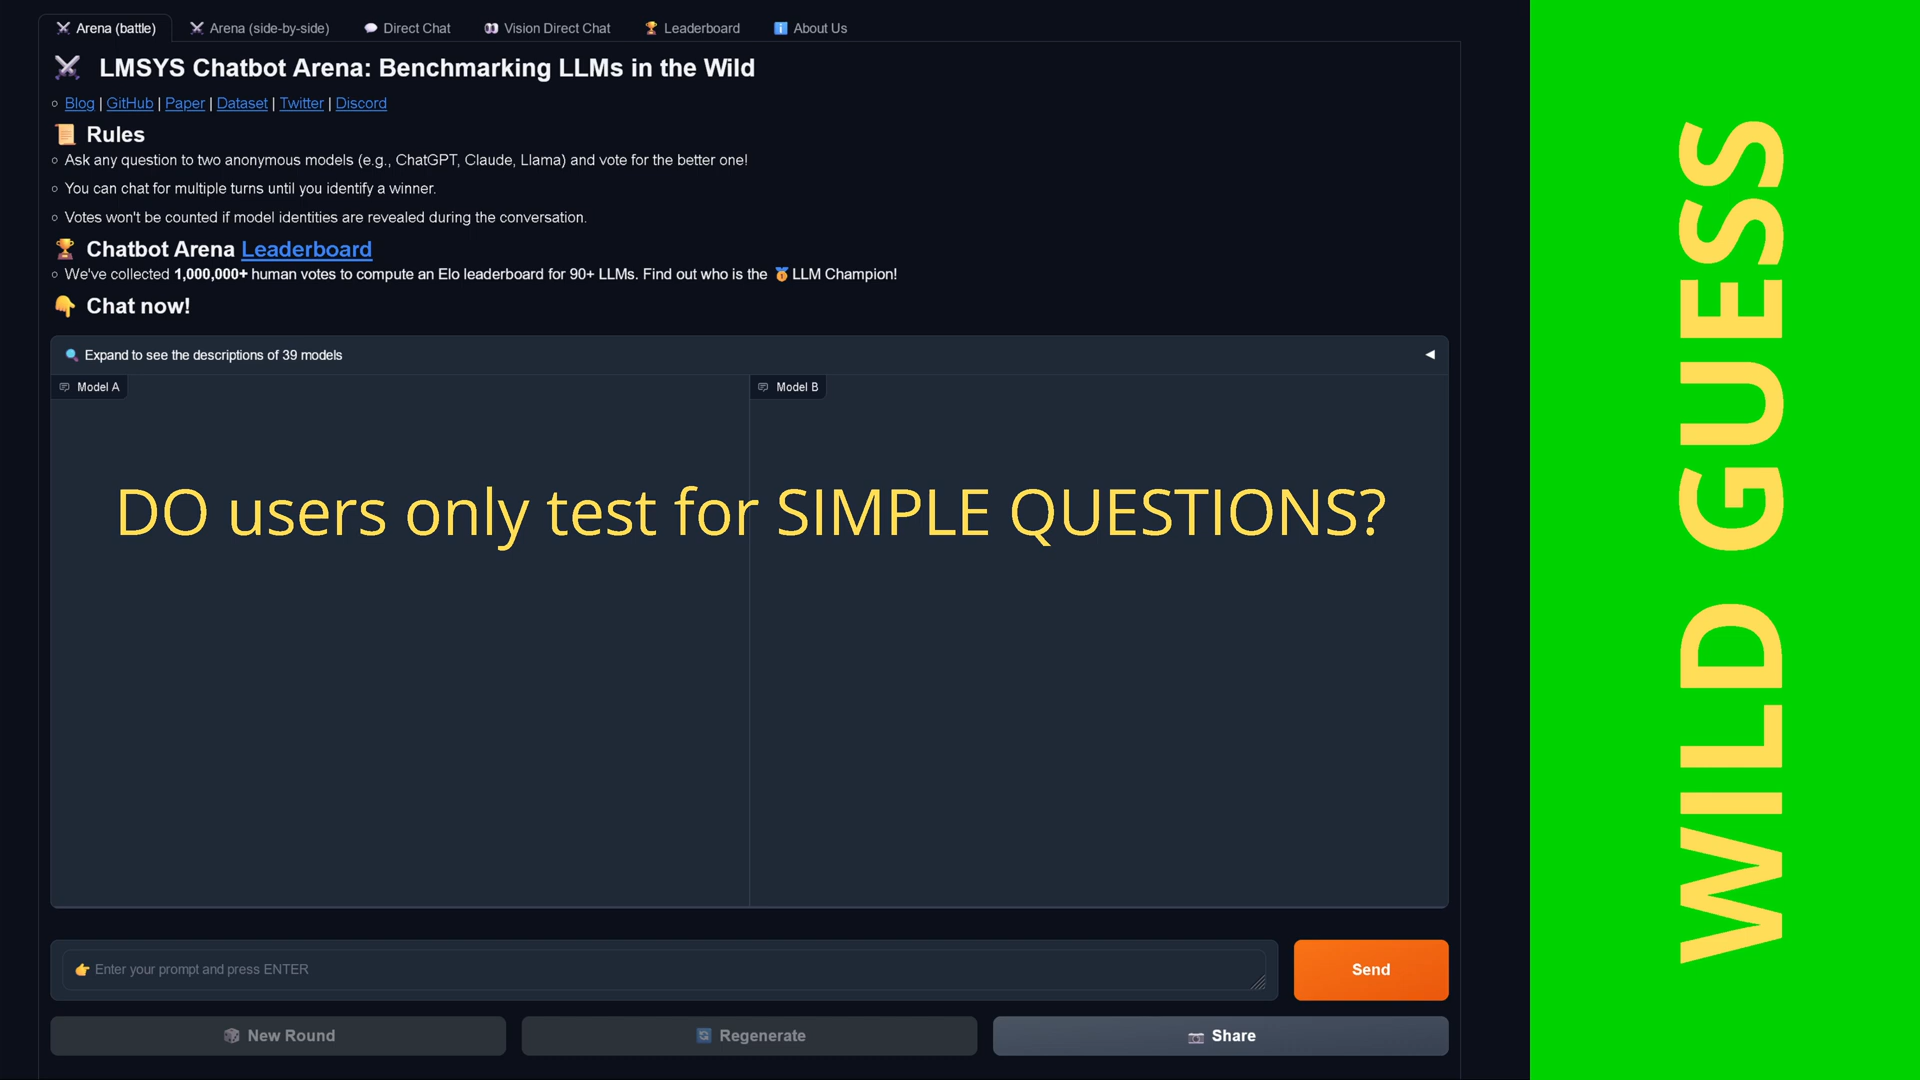 Arena (battle) Arena (side-by-side) Direct Chat Vision Direct Chat Leaderboard About Us
LMSYS Chatbot Arena: Benchmarking LLMs in the Wild
Blog | GitHub | Paper | Dataset | Twitter | Discord
Rules
Ask any question to two anonymous models (e.g., ChatGPT, Claude, Llama) and vote for the better one!
You can chat for multiple turns until you identify a winner.
Votes won't be counted if model identities are revealed during the conversation.
Chatbot Arena Leaderboard
We've collected 1,000,000+ human votes to compute an Elo leaderboard for 90+ LLMs. Find out who is the LLM Champion!
Chat now!
Expand to see the descriptions of 39 models
Model A Model B
DO users only test for SIMPLE QUESTIONS?
Enter your prompt and press ENTER
Send
New Round Regenerate Share
WILD GUESS